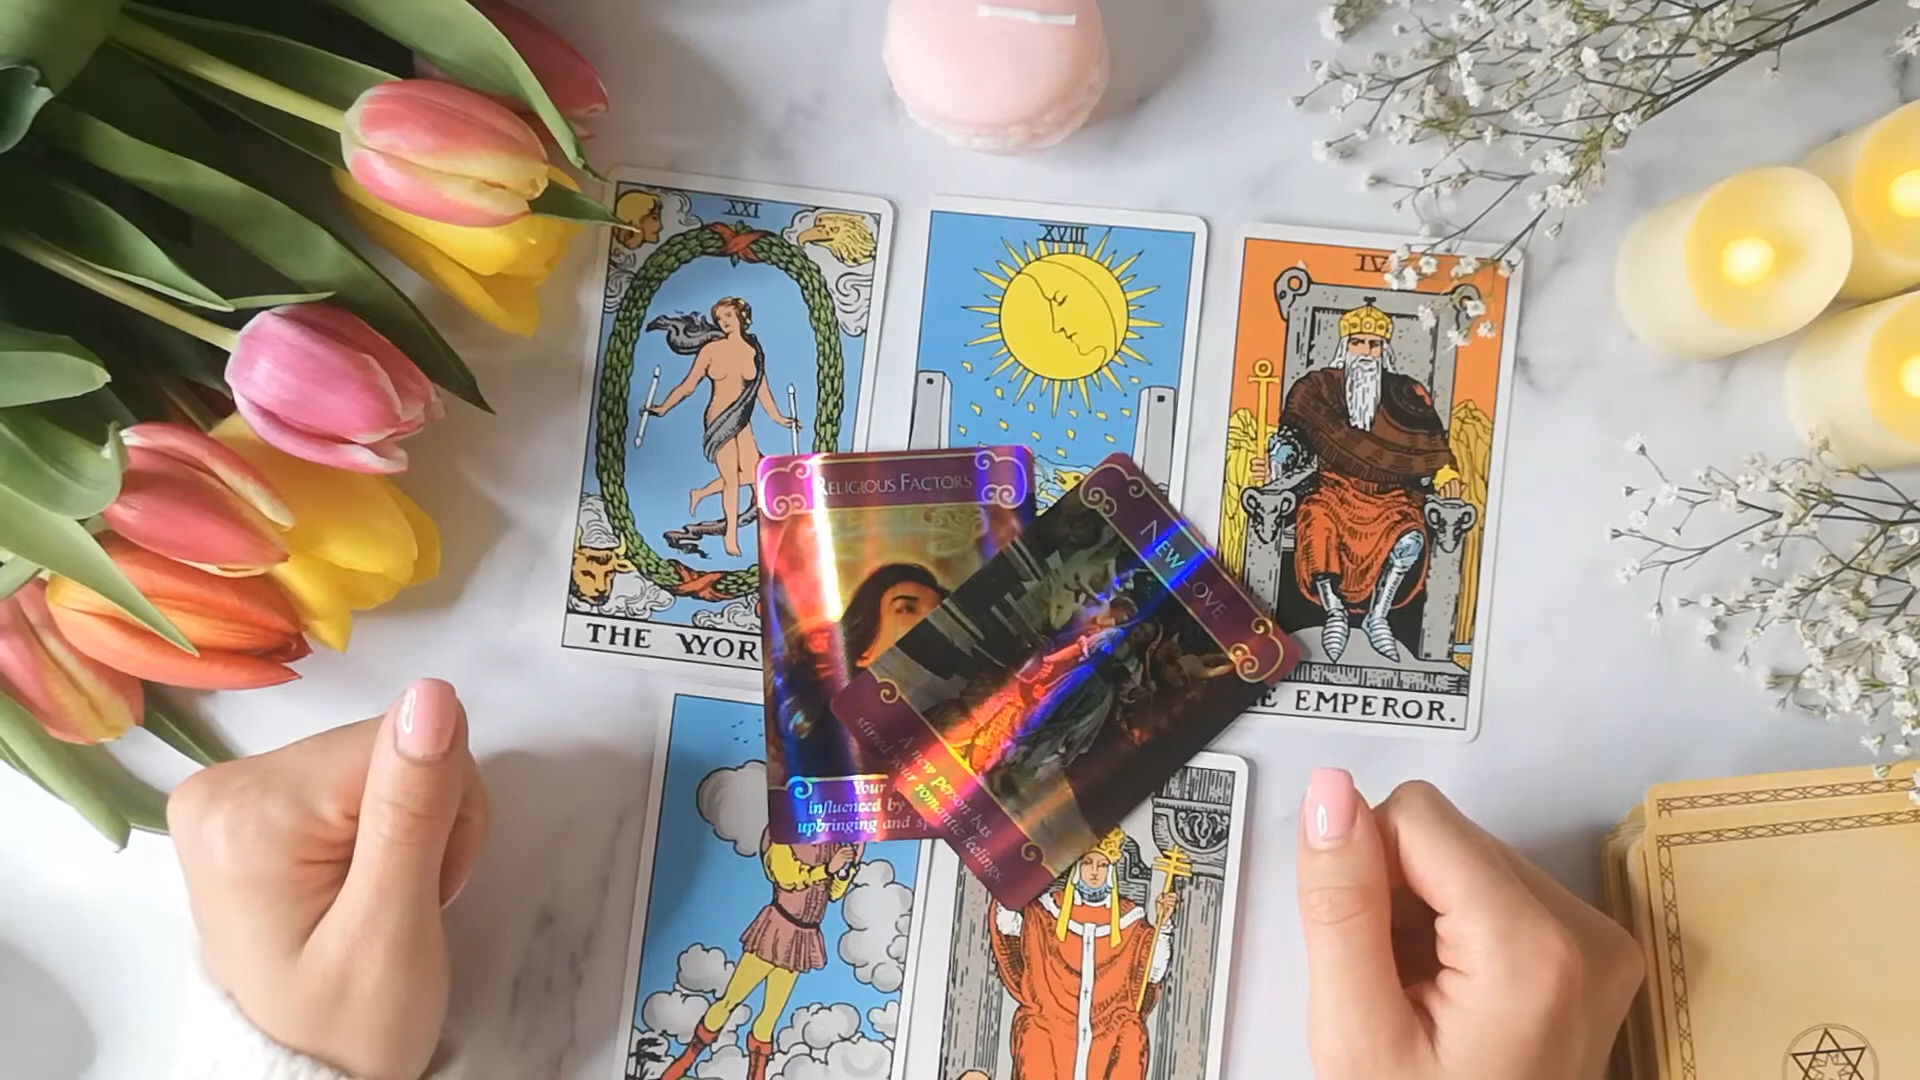 XXI
XVIII
IV
RELIGIOUS FACTORS
NEW LOVE
THE WOR
EMPEROR.
Your
influenced by
upbringing and
A new person has
stirred your romantic feelings.